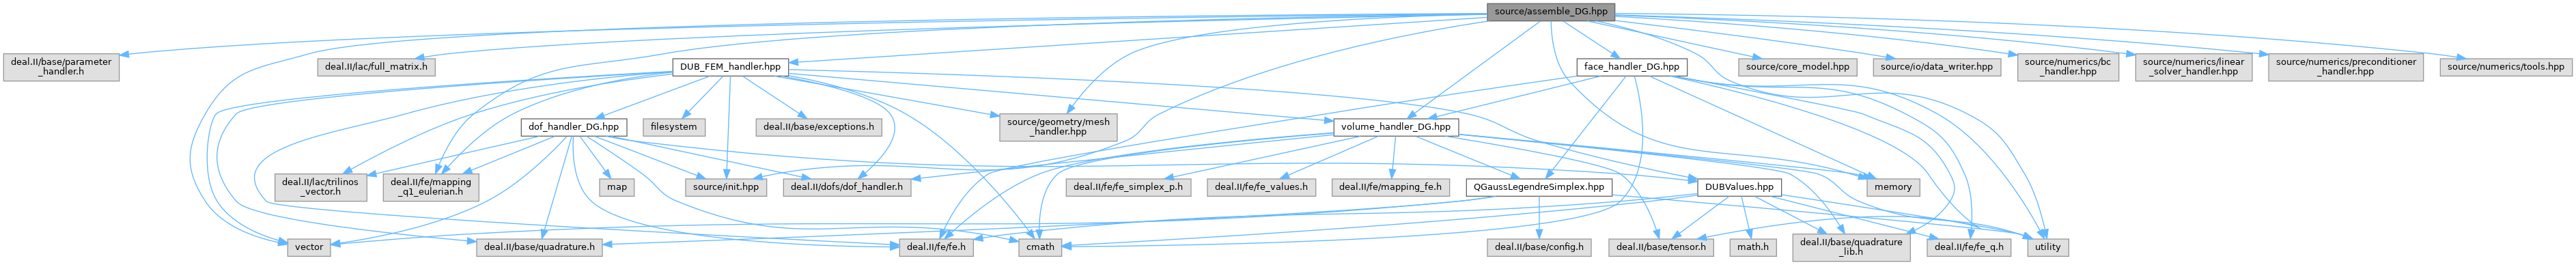 source/assemble_DG.hpp
deal.II/base/parameter
_handler.h
deal.II/lac/full_matrix.h
DUB_FEM_handler.hpp
face_handler_DG.hpp
source/core_model.hpp
source/io/data_writer.hpp
source/numerics/bc
_handler.hpp
source/numerics/linear
_solver_handler.hpp
source/numerics/preconditioner
_handler.hpp
source/numerics/tools.hpp
dof_handler_DG.hpp
filesystem
deal.II/base/exceptions.h
source/geometry/mesh
_handler.hpp
volume_handler_DG.hpp
deal.II/lac/trilinos
_vector.h
deal.II/fe/mapping
_q1_eulerian.h
map
source/init.hpp
deal.II/dofs/dof_handler.h
deal.II/fe/fe_simplex_p.h
deal.II/fe/fe_values.h
deal.II/fe/mapping_fe.h
QGaussLegendreSimplex.hpp
DUBValues.hpp
memory
vector
deal.II/base/quadrature.h
deal.II/fe/fe.h
cmath
deal.II/base/config.h
deal.II/base/tensor.h
math.h
deal.II/base/quadrature
_lib.h
deal.II/fe/fe_q.h
utility